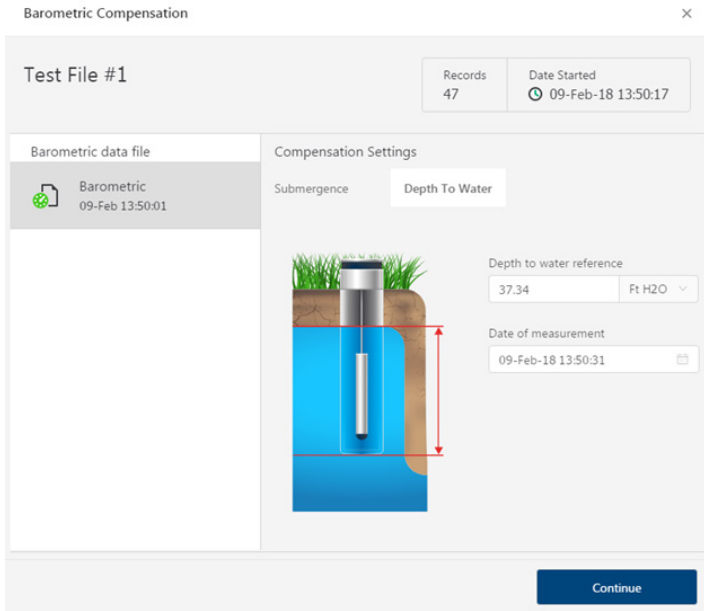 Barometric Compensation
Test File #1
Records
47
Date Started
09-Feb-18 13:50:17
Barometric data file
Barometric
09-Feb 13:50:01
Compensation Settings
Submergence
Depth To Water
Depth to water reference
37.34
Ft H2O
Date of measurement
09-Feb-18 13:50:31
Continue